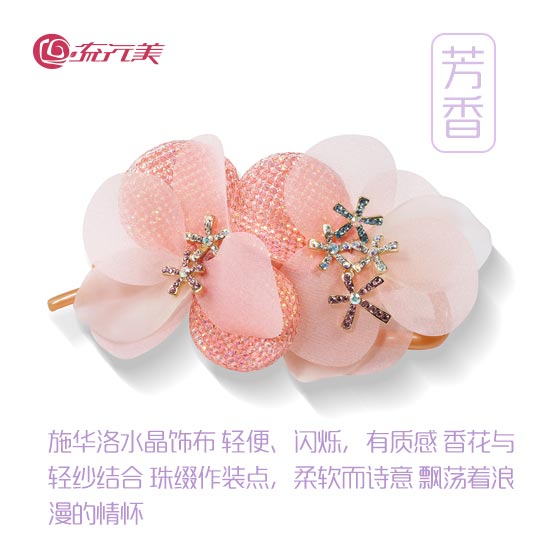 流行美
芳香
施华洛水晶饰布 轻便、闪烁，有质感 香花与
轻纱结合 珠缀作装点，柔软而诗意 飘荡着浪
漫的情怀